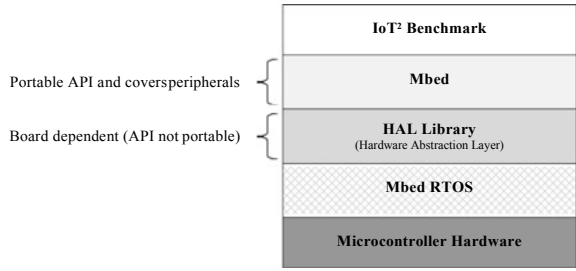 IoT² Benchmark
Portable API and coversperipherals
Mbed
Board dependent (API not portable)
HAL Library
(Hardware Abstraction Layer)
Mbed RTOS
Microcontroller Hardware